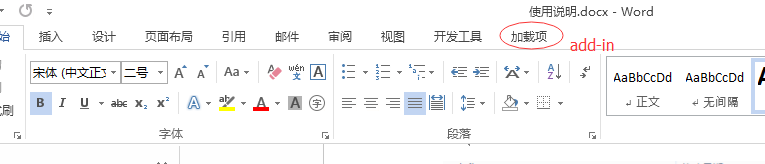 使用说明.docx - Word
始 插入 设计 页面布局 引用 邮件 审阅 视图 开发工具 加载项 add-in
宋体 (中文正文 二号 A A Aa wén 文 A
AaBbCcDd AaBbCcDd
B I U abc x₂ x² A ab A A 字
刷 正文 无间隔
字体 段落